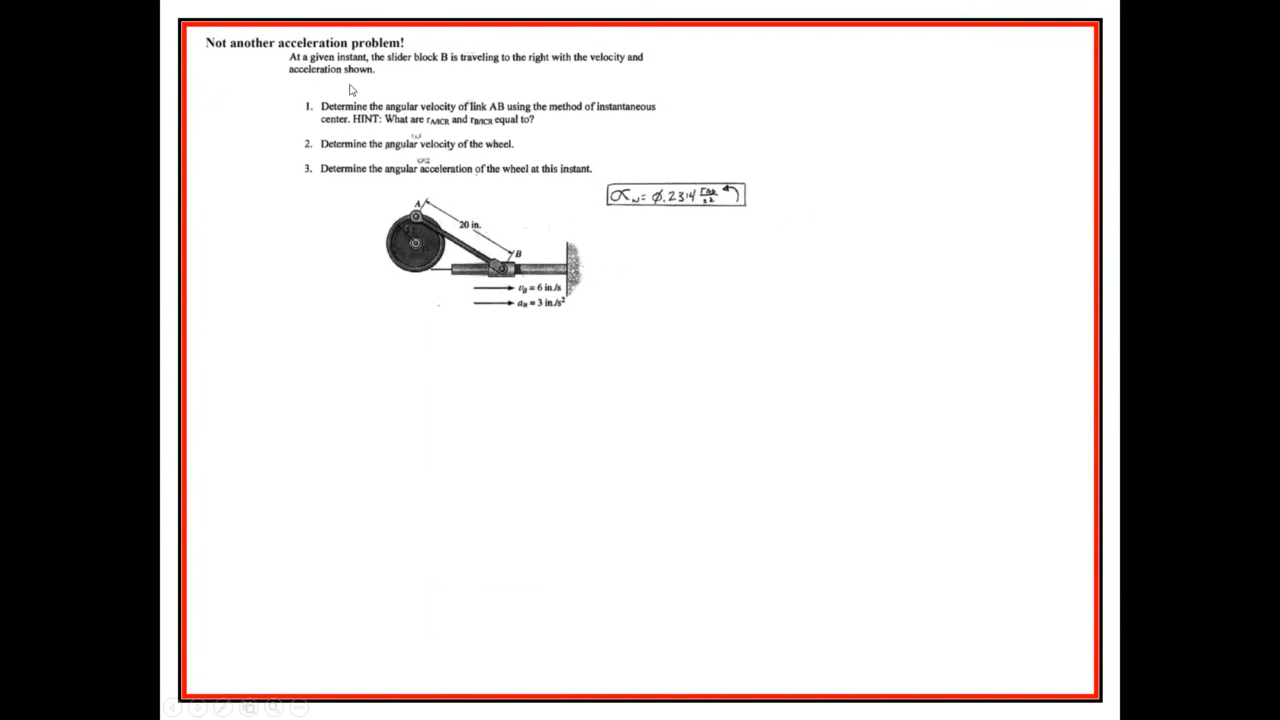 Not another acceleration problem!
At a given instant, the slider block B is traveling to the right with the velocity and
acceleration shown.
1. Determine the angular velocity of link AB using the method of instantaneous
center. HINT: What are rA/ICR and rB/ICR equal to?
2. Determine the angular velocity of the wheel.
3. Determine the angular acceleration of the wheel at this instant.
αw = 0.2314 rad/s²
A
20 in.
B
vB = 6 in./s
aB = 3 in./s²